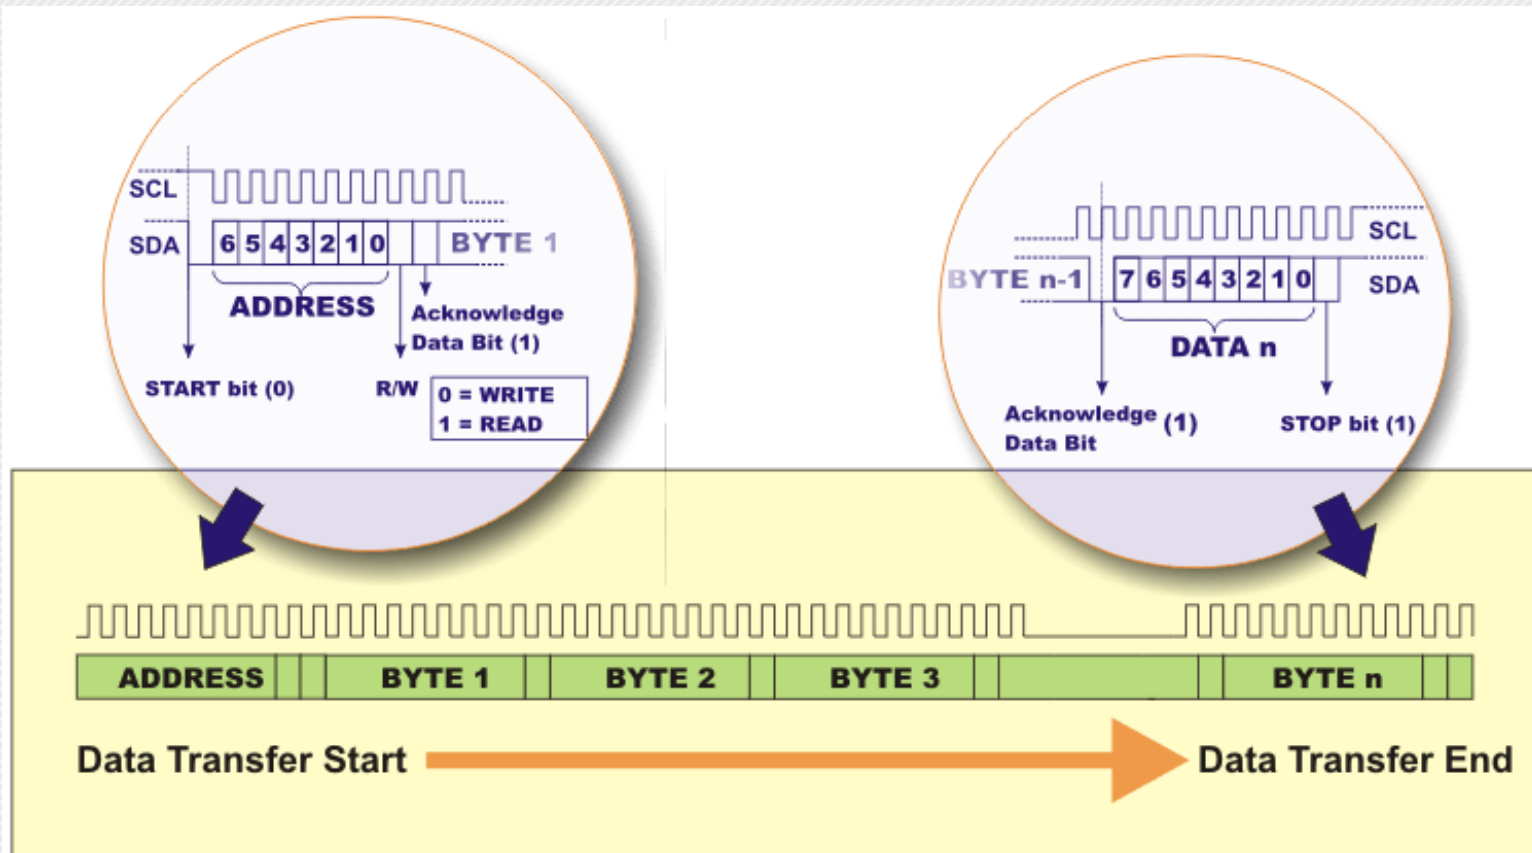 SCL
SDA
6 5 4 3 2 1 0
BYTE 1
ADDRESS
Acknowledge
Data Bit (1)
START bit (0)
R/W
0 = WRITE
1 = READ
SCL
BYTE n-1
7 6 5 4 3 2 1 0
SDA
DATA n
Acknowledge (1)
Data Bit
STOP bit (1)
ADDRESS
BYTE 1
BYTE 2
BYTE 3
BYTE n
Data Transfer Start
Data Transfer End